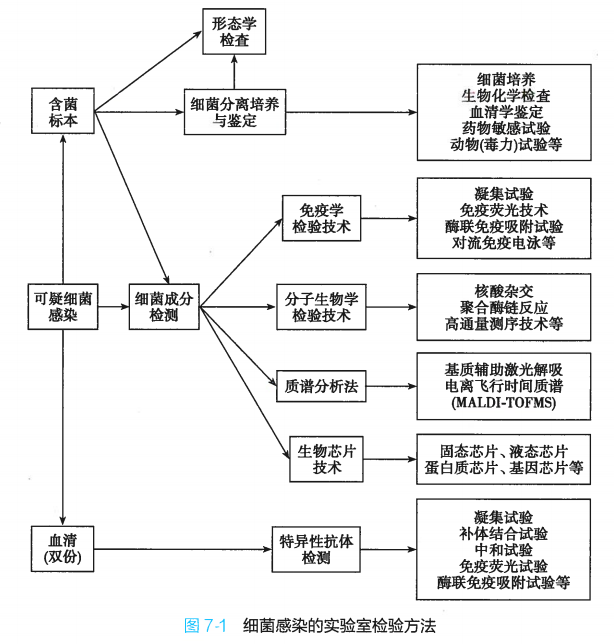 形态学
检查
含菌
标本
细菌分离培养
与鉴定
细菌培养
生物化学检查
血清学鉴定
药物敏感试验
动物(毒力)试验等
免疫学
检验技术
凝集试验
免疫荧光技术
酶联免疫吸附试验
对流免疫电泳等
可疑细菌
感染
细菌成分
检测
分子生物学
检验技术
核酸杂交
聚合酶链反应
高通量测序技术等
质谱分析法
基质辅助激光解吸
电离飞行时间质谱
(MALDI-TOFMS)
生物芯片
技术
固态芯片、液态芯片
蛋白质芯片、基因芯片等
血清
(双份)
特异性抗体
检测
凝集试验
补体结合试验
中和试验
免疫荧光试验
酶联免疫吸附试验等
图 7-1 细菌感染的实验室检验方法